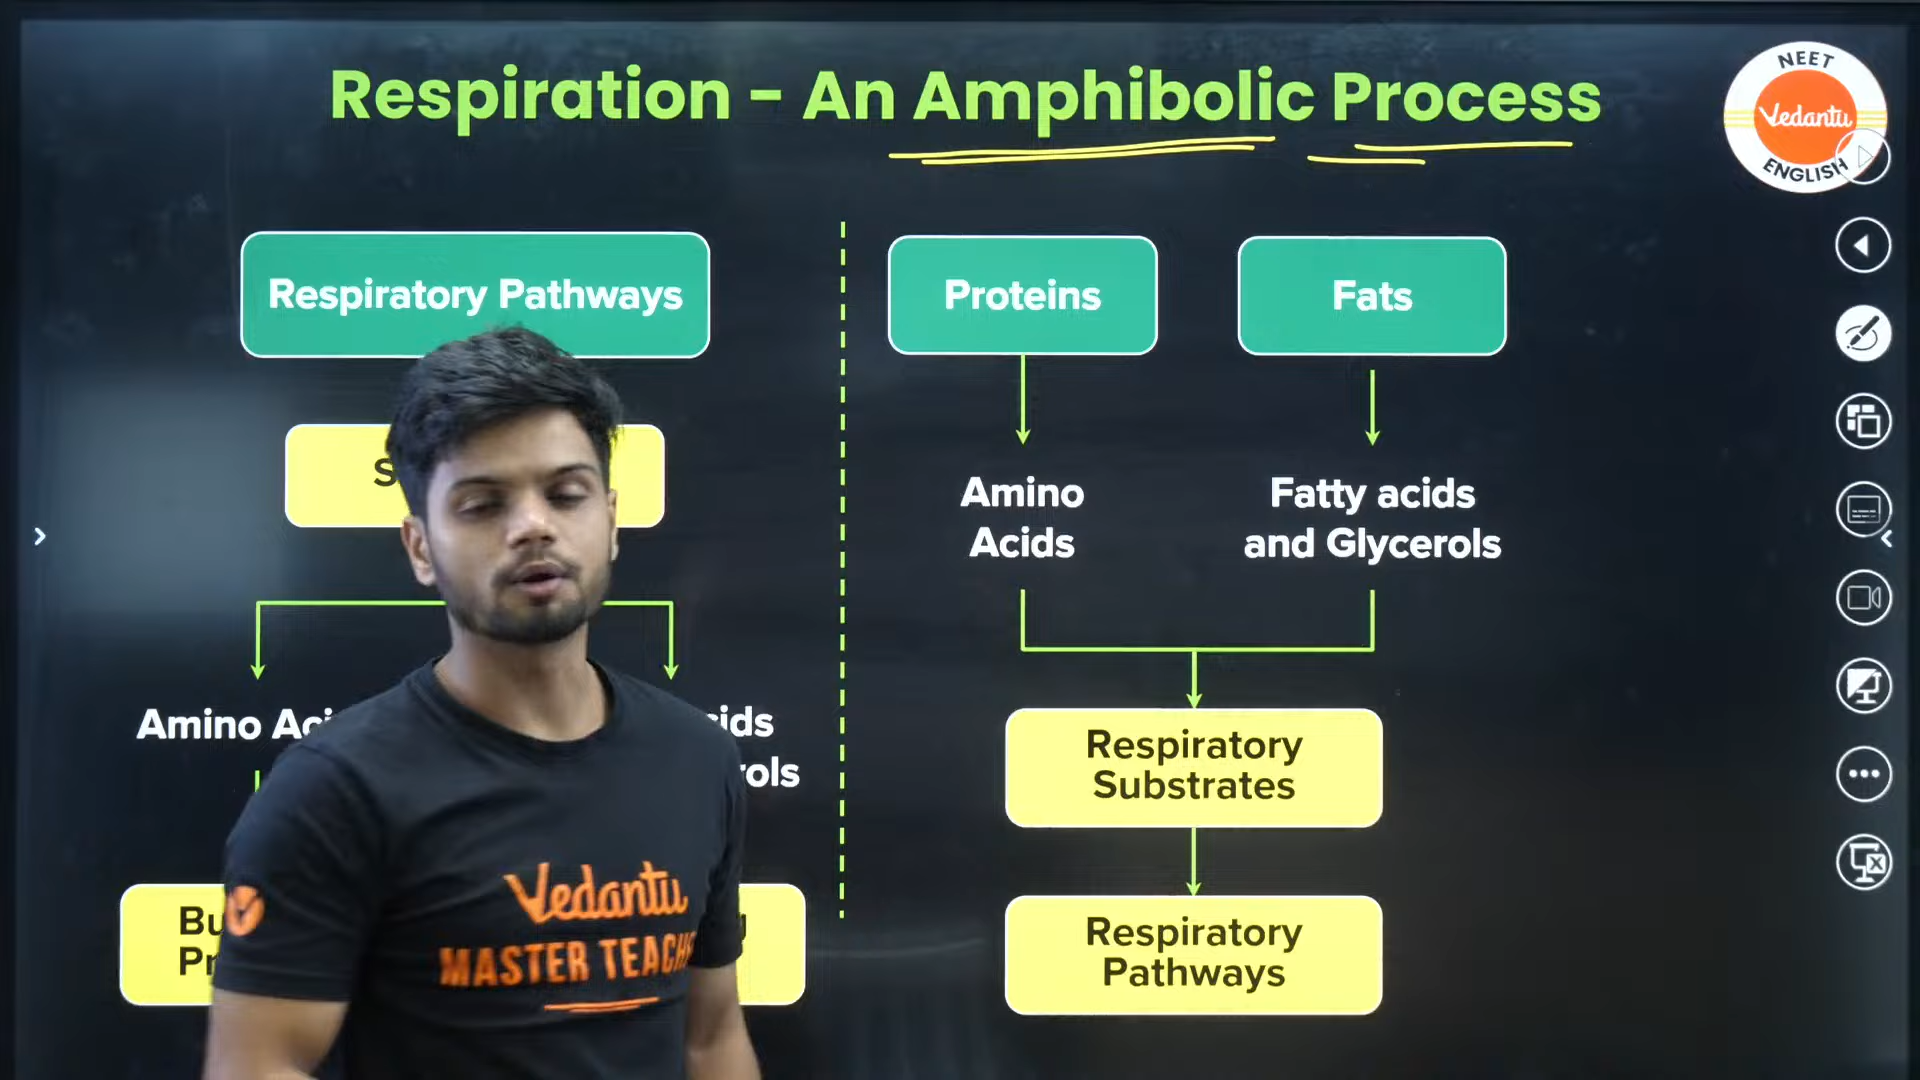 Respiration - An Amphibolic Process
NEET
Vedantu
ENGLISH
Respiratory Pathways
Amino
Proteins
Amino
Acids
Fats
Fatty acids
and Glycerols
Respiratory
Substrates
Respiratory
Pathways
Vedantu
MASTER